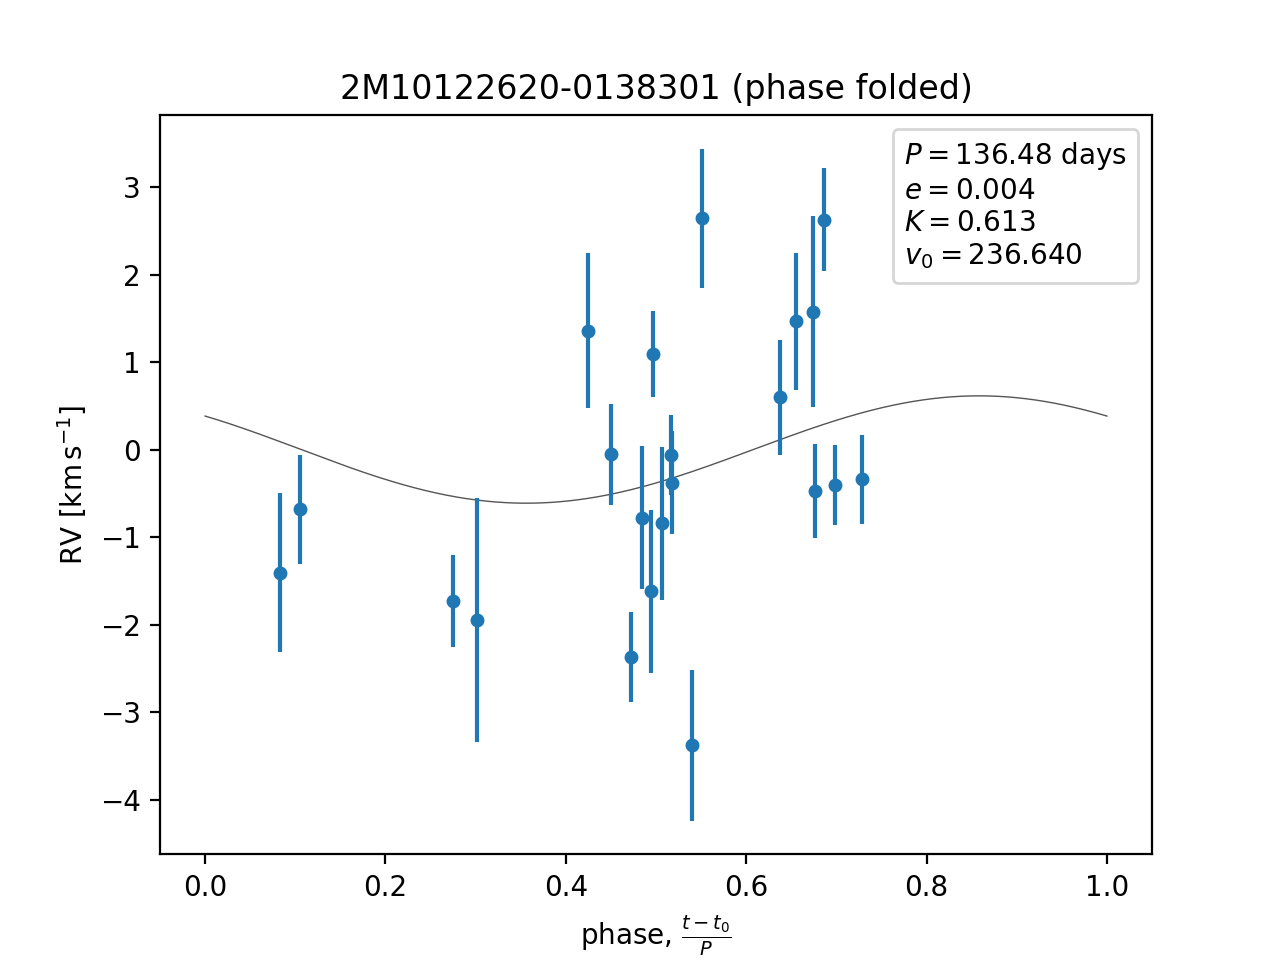 2M10122620-0138301 (phase folded)
P = 136.48 days
e = 0.004
K = 0.613
v₀ = 236.640
RV [km s⁻¹]
3
2
1
0
−1
−2
−3
−4
0.0 0.2 0.4 0.6 0.8 1.0
phase, (t − t₀)/P